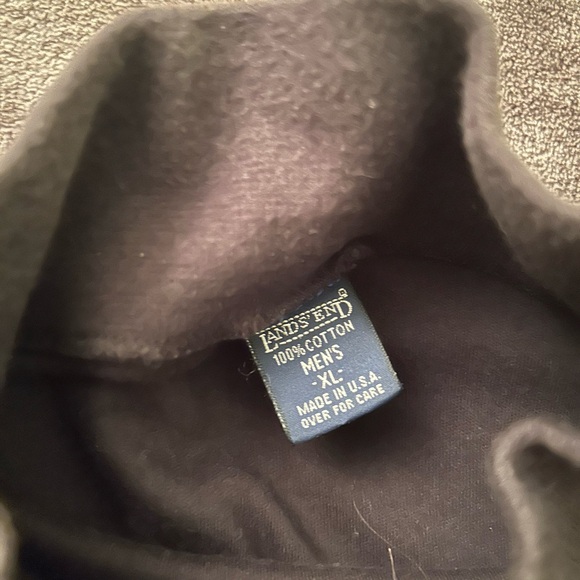 LANDS' END
100% COTTON
MEN'S
-XL-
MADE IN U.S.A.
OVER FOR CARE